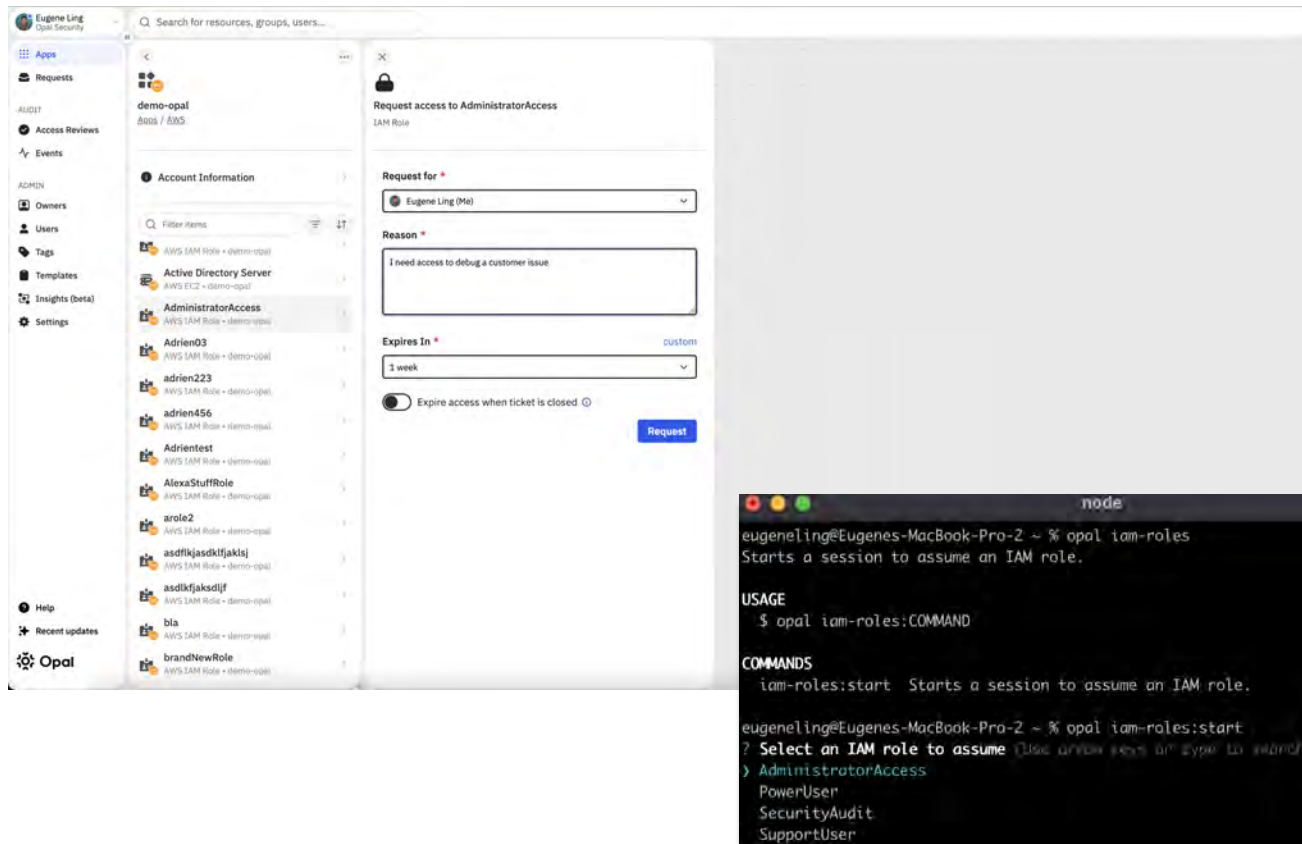 Eugene Ling
Opal Security
Search for resources, groups, users...
Apps
Requests
AUDIT
Access Reviews
Events
ADMIN
Owners
Users
Tags
Templates
Insights (beta)
Settings
Help
Recent updates
Opal
demo-opal
Apps / AWS
Account Information
Filter items
AWS IAM Role • demo-opal
Active Directory Server
AWS EC2 • demo-opal
AdministratorAccess
AWS IAM Role • demo-opal
Adrien03
AWS IAM Role • demo-opal
adrien223
AWS IAM Role • demo-opal
adrien456
AWS IAM Role • demo-opal
Adrientest
AWS IAM Role • demo-opal
AlexaStuffRole
AWS IAM Role • demo-opal
arole2
AWS IAM Role • demo-opal
asdflkjasdklfjaklsj
AWS IAM Role • demo-opal
asdlkfjaksdljf
AWS IAM Role • demo-opal
bla
AWS IAM Role • demo-opal
brandNewRole
AWS IAM Role • demo-opal
Request access to AdministratorAccess
IAM Role
Request for *
Eugene Ling (Me)
Reason *
I need access to debug a customer issue
Expires In * custom
1 week
Expire access when ticket is closed
Request
node
eugeneling@Eugenes-MacBook-Pro-2 ~ % opal iam-roles
Starts a session to assume an IAM role.
USAGE
$ opal iam-roles:COMMAND
COMMANDS
iam-roles:start Starts a session to assume an IAM role.
eugeneling@Eugenes-MacBook-Pro-2 ~ % opal iam-roles:start
? Select an IAM role to assume (Use arrow keys or type to search
❯ AdministratorAccess
PowerUser
SecurityAudit
SupportUser